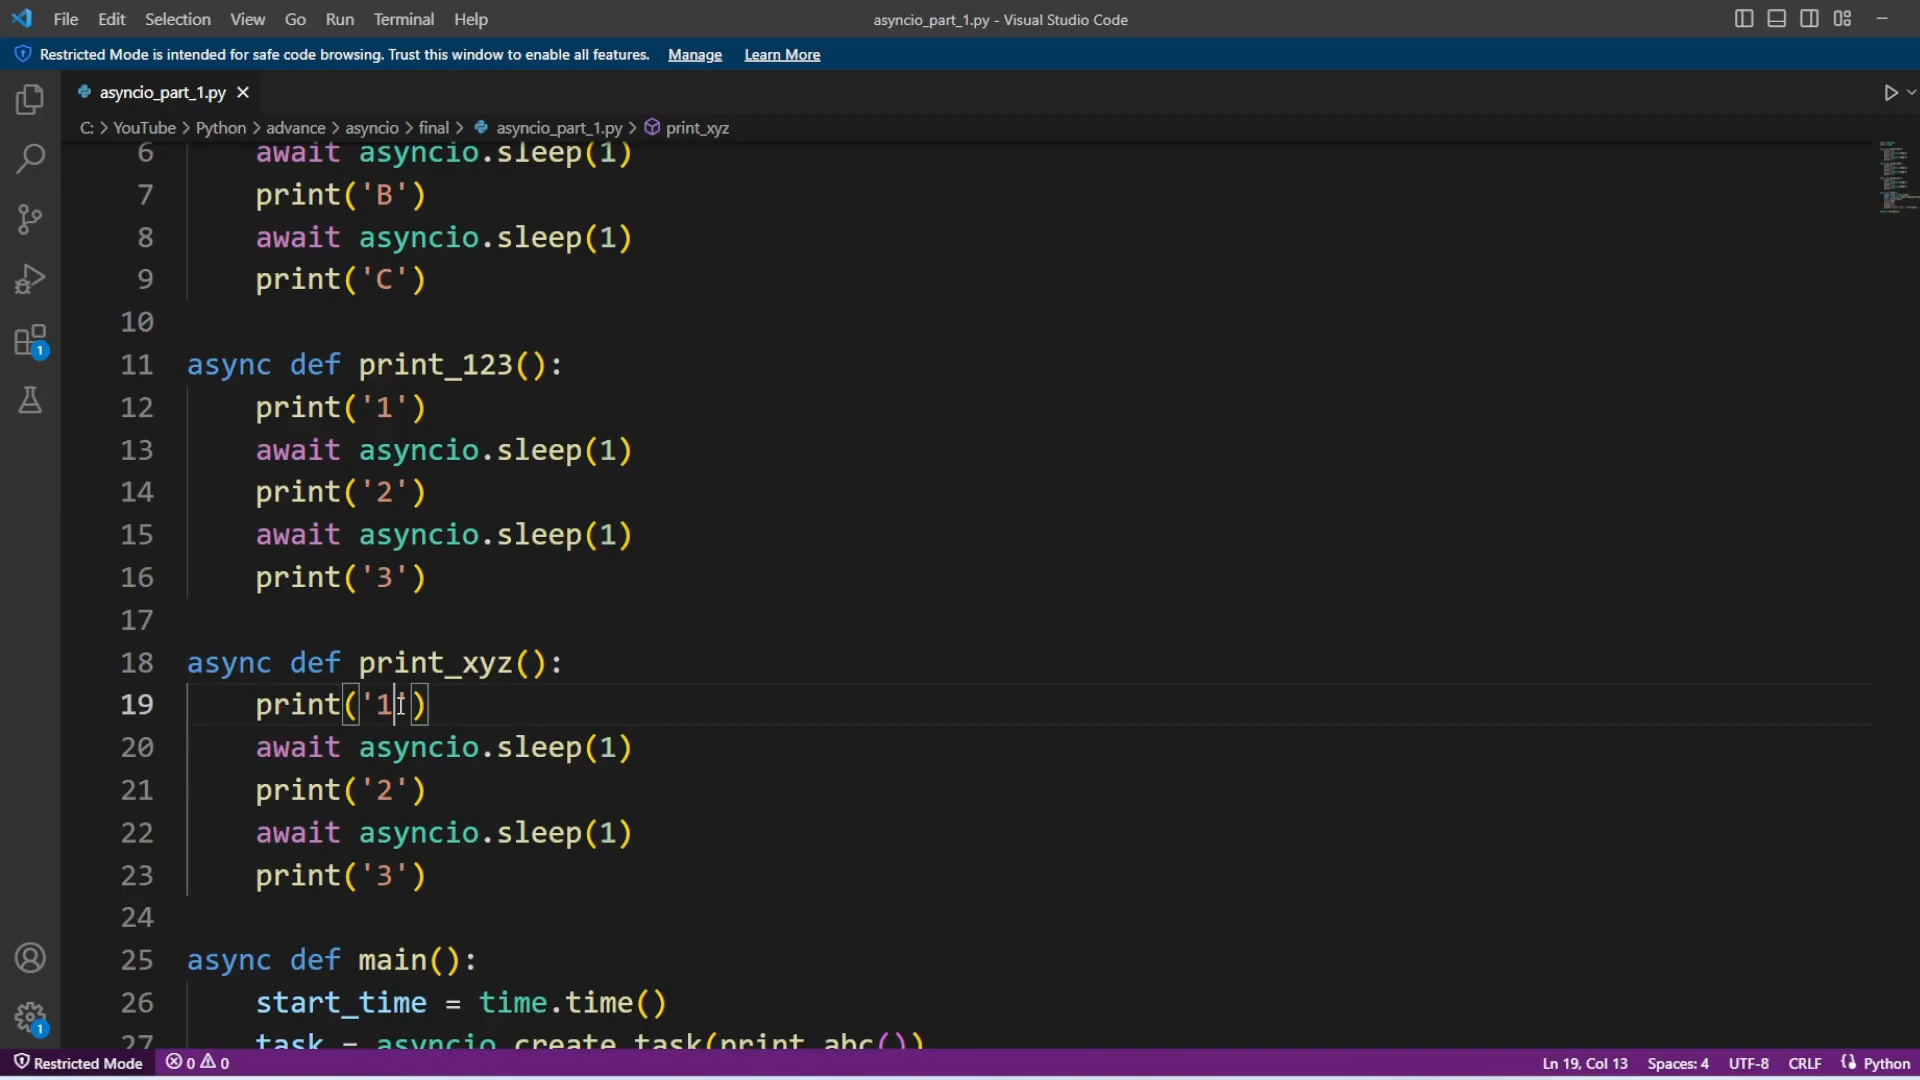 File Edit Selection View Go Run Terminal Help asyncio_part_1.py - Visual Studio Code
Restricted Mode is intended for safe code browsing. Trust this window to enable all features. Manage Learn More
asyncio_part_1.py
C: > YouTube > Python > advance > asyncio > final > asyncio_part_1.py > print_xyz
6 await asyncio.sleep(1)
7 print('B')
8 await asyncio.sleep(1)
9 print('C')
10
11 async def print_123():
12 print('1')
13 await asyncio.sleep(1)
14 print('2')
15 await asyncio.sleep(1)
16 print('3')
17
18 async def print_xyz():
19 print('1')
20 await asyncio.sleep(1)
21 print('2')
22 await asyncio.sleep(1)
23 print('3')
24
25 async def main():
26 start_time = time.time()
27 task = asyncio.create_task(print_abc())
1
1
Restricted Mode 0 0 Ln 19, Col 13 Spaces: 4 UTF-8 CRLF Python